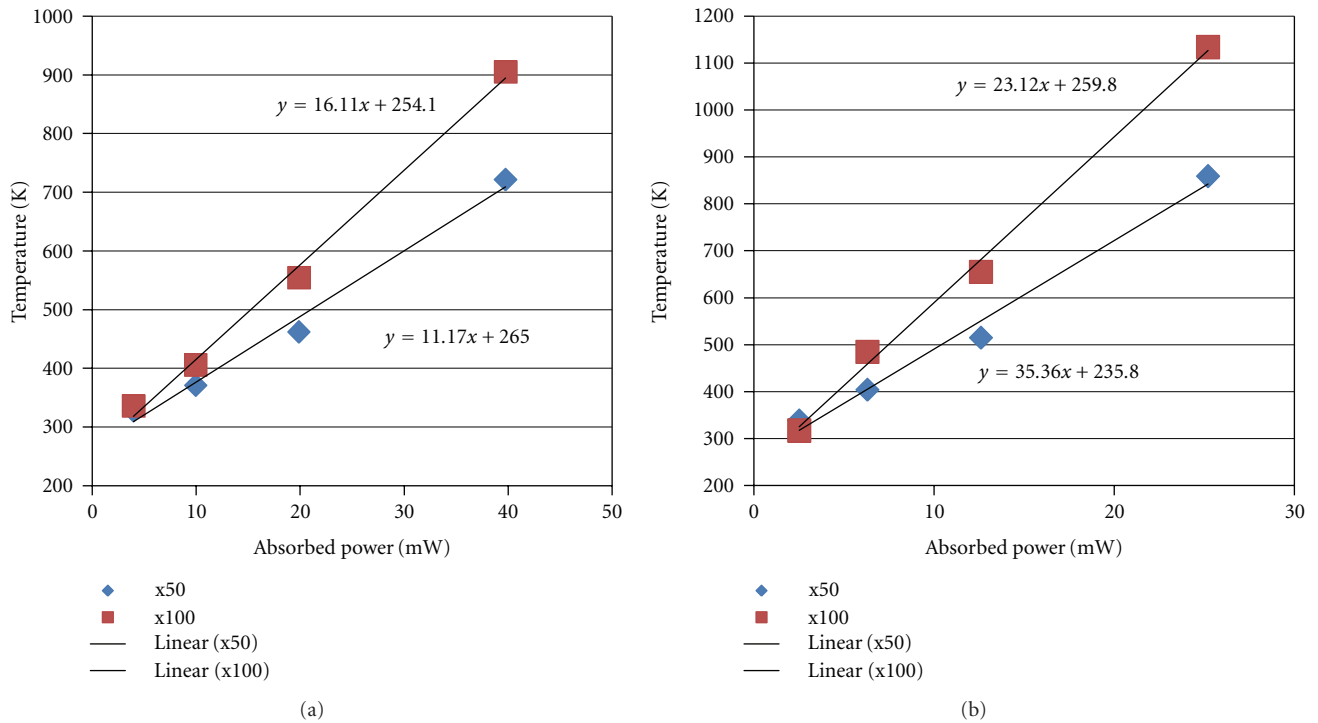 1000
900
800
700
600
500
400
300
200
Temperature (K)
y = 16.11x + 254.1
y = 11.17x + 265
0 10 20 30 40 50
Absorbed power (mW)
x50
x100
Linear (x50)
Linear (x100)
(a)
1200
1100
1000
900
800
700
600
500
400
300
200
Temperature (K)
y = 23.12x + 259.8
y = 35.36x + 235.8
0 10 20 30
Absorbed power (mW)
x50
x100
Linear (x50)
Linear (x100)
(b)